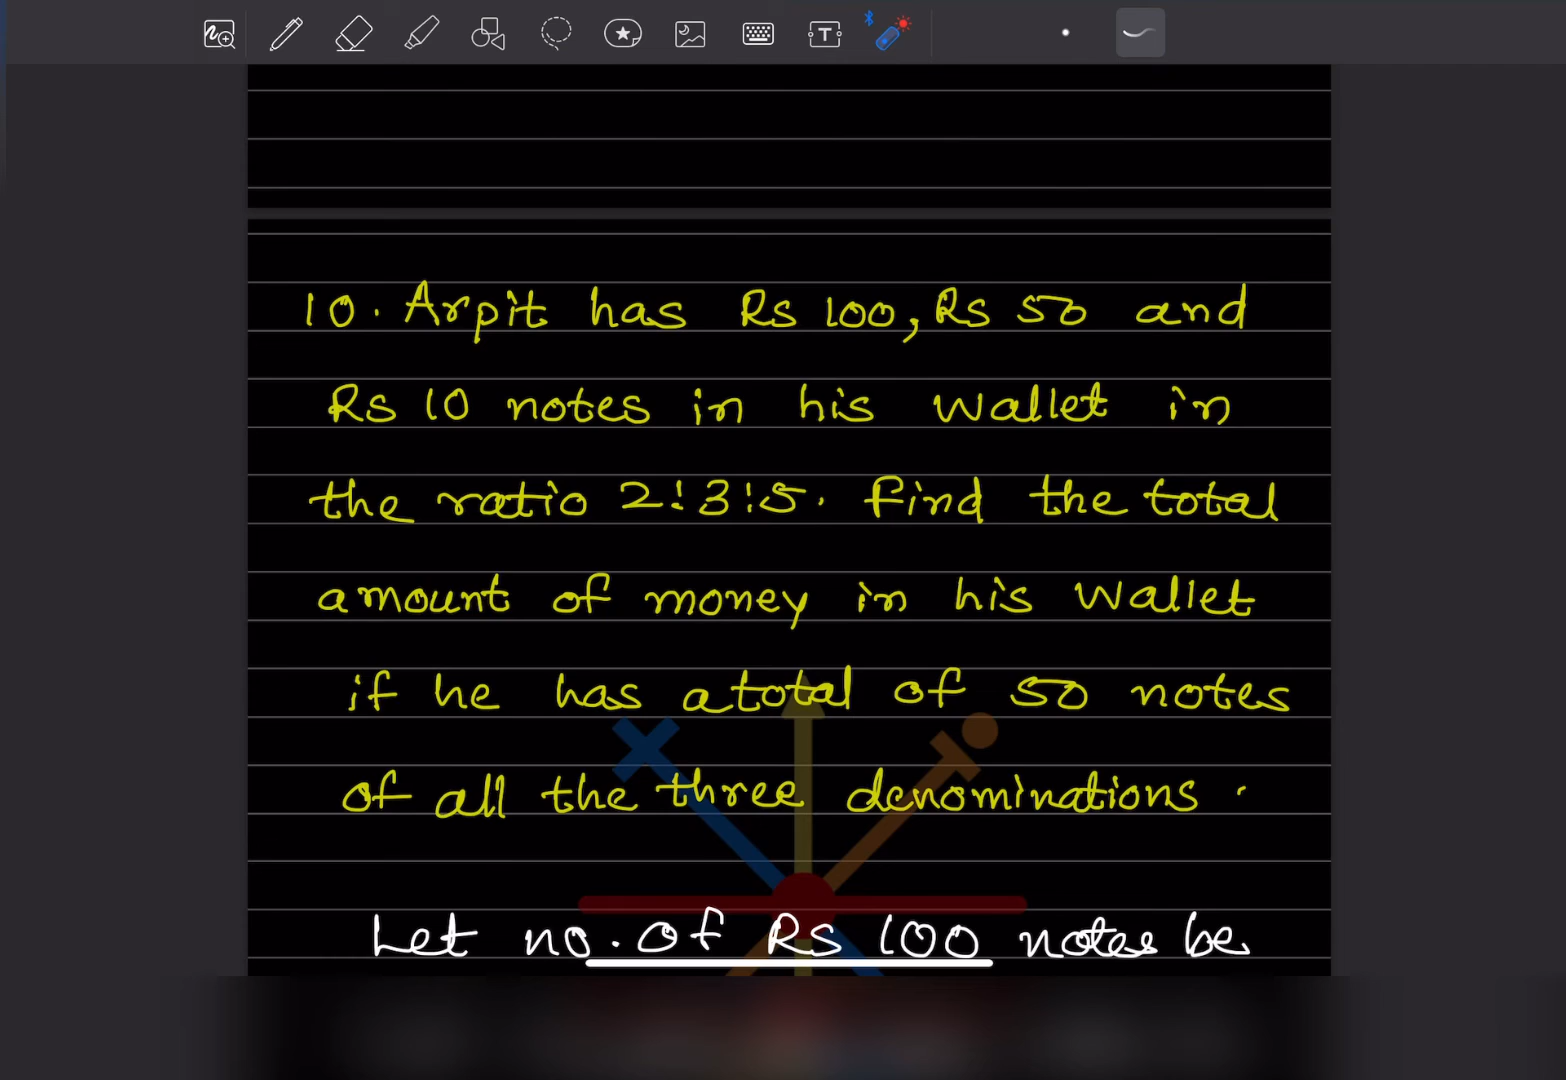 10. Arpit has Rs 100, Rs 50 and
Rs 10 notes in his wallet in
the ratio 2:3:5. find the total
amount of money in his wallet
if he has a total of 50 notes
of all the three denominations.
Let no. of Rs 100 notes be